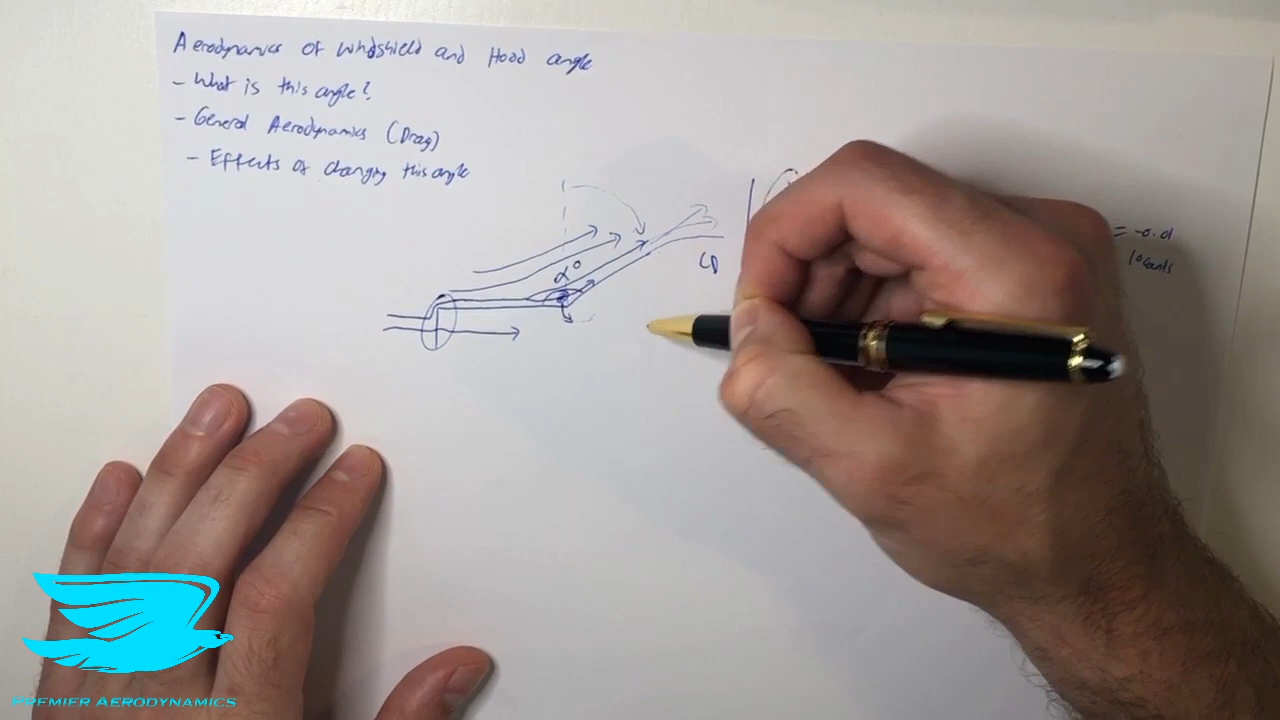 Aerodynamics of Windshield and Hood angle
- What is this angle?
- General Aerodynamics (Drag)
- Effects of changing this angle
α°
CD
= -0.01
10 counts
PREMIER AERODYNAMICS